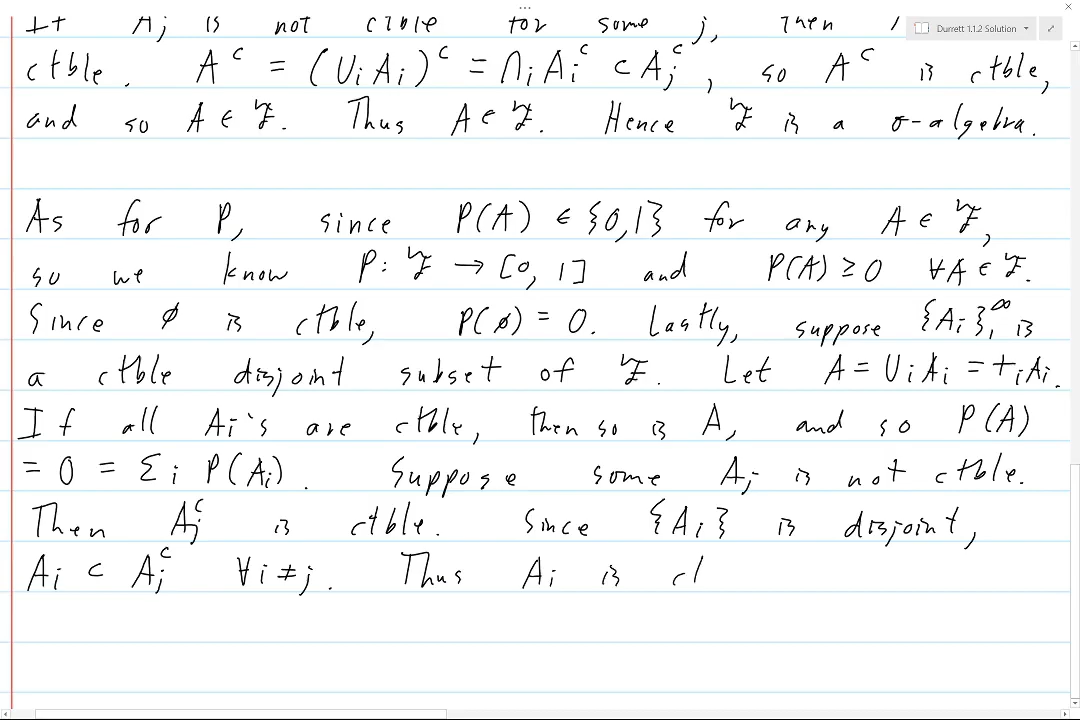 If Aj is not ctble for some j, then
Durrett 1.1.2 Solution
ctble. A^c = (∪i Ai)^c = ∩i Ai^c ⊂ Aj^c, so A^c is ctble,
and so A ∈ ℱ. Thus A ∈ ℱ. Hence ℱ is a σ-algebra.
As for P, since P(A) ∈ {0,1} for any A ∈ ℱ,
so we know P: ℱ → [0, 1] and P(A) ≥ 0 ∀A ∈ ℱ.
Since ∅ is ctble, P(∅) = 0. Lastly, suppose {Ai}₁^∞ is
a ctble disjoint subset of ℱ. Let A = ∪i Ai = +i Ai.
If all Ai's are ctble, then so is A, and so P(A)
= 0 = Σi P(Ai). Suppose some Aj is not ctble.
Then Aj^c is ctble. Since {Ai} is disjoint,
Ai ⊂ Aj^c ∀i ≠ j. Thus Ai is cl